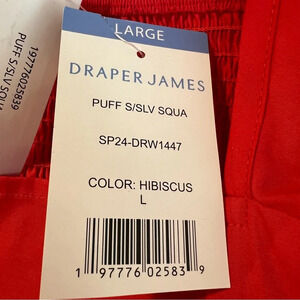 197776025839
PUFF S/SLV SQUA
LARGE
DRAPER JAMES
PUFF S/SLV SQUA
SP24-DRW1447
COLOR: HIBISCUS
L
1 97776 02583 9